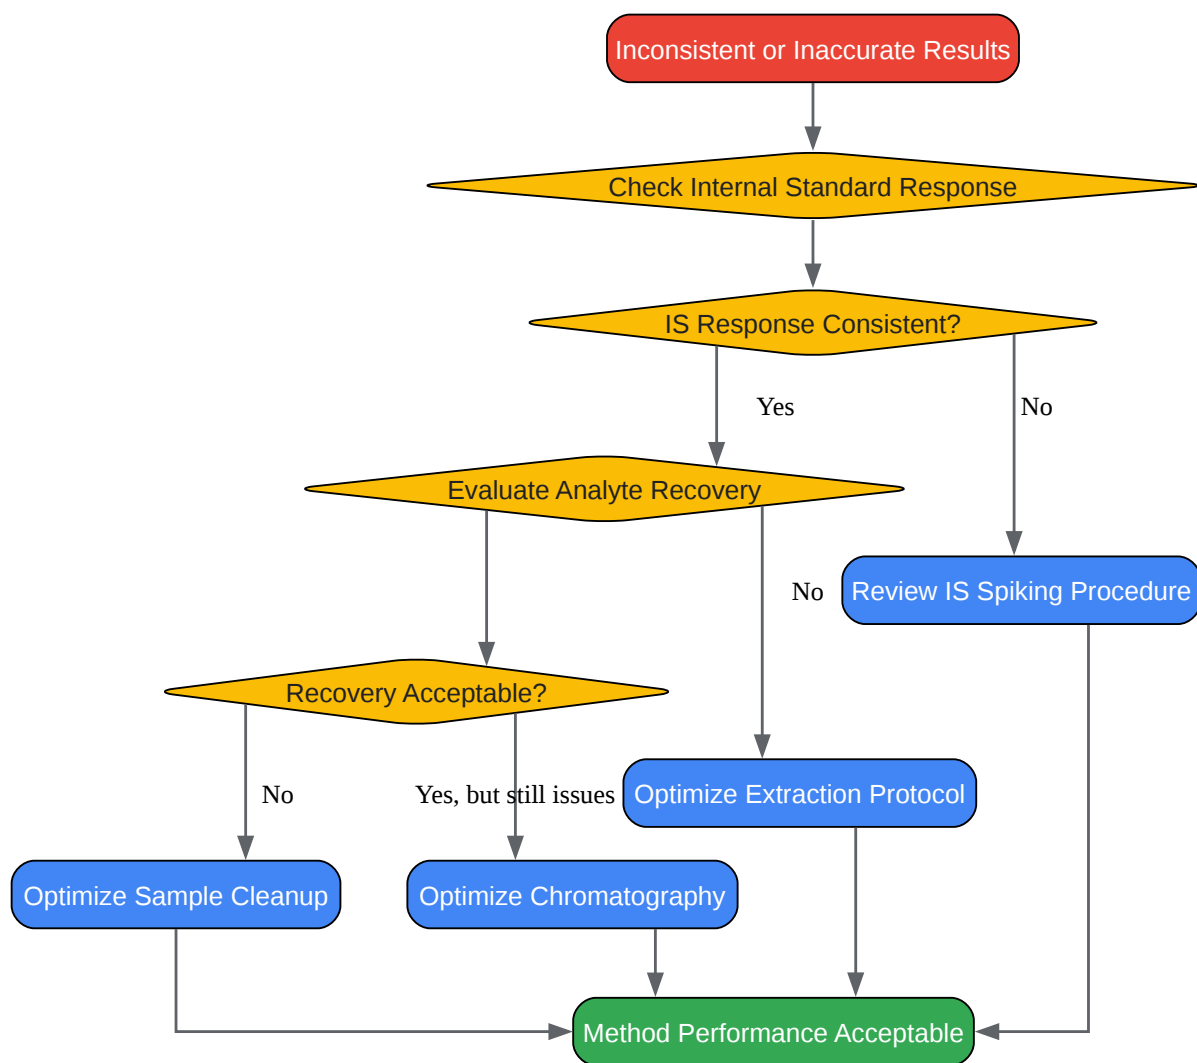 Inconsistent or Inaccurate Results
Check Internal Standard Response
IS Response Consistent?
Yes
No
Evaluate Analyte Recovery
No
Review IS Spiking Procedure
Recovery Acceptable?
No
Yes, but still issues
Optimize Extraction Protocol
Optimize Sample Cleanup
Optimize Chromatography
Method Performance Acceptable